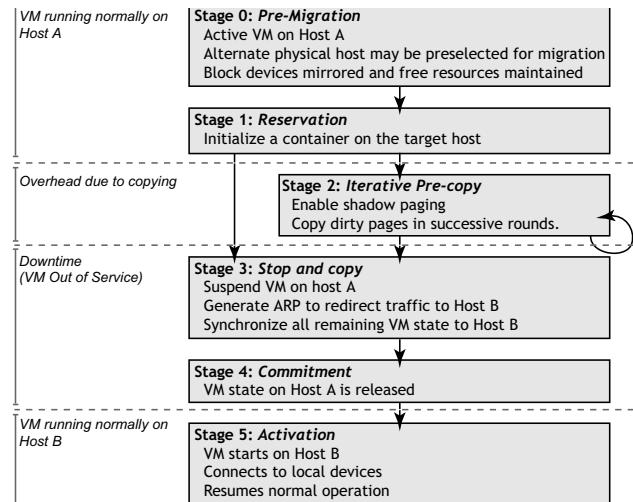 VM running normally on
Host A
Stage 0: Pre-Migration
Active VM on Host A
Alternate physical host may be preselected for migration
Block devices mirrored and free resources maintained
Stage 1: Reservation
Initialize a container on the target host
Overhead due to copying
Stage 2: Iterative Pre-copy
Enable shadow paging
Copy dirty pages in successive rounds.
Downtime
(VM Out of Service)
Stage 3: Stop and copy
Suspend VM on host A
Generate ARP to redirect traffic to Host B
Synchronize all remaining VM state to Host B
Stage 4: Commitment
VM state on Host A is released
VM running normally on
Host B
Stage 5: Activation
VM starts on Host B
Connects to local devices
Resumes normal operation